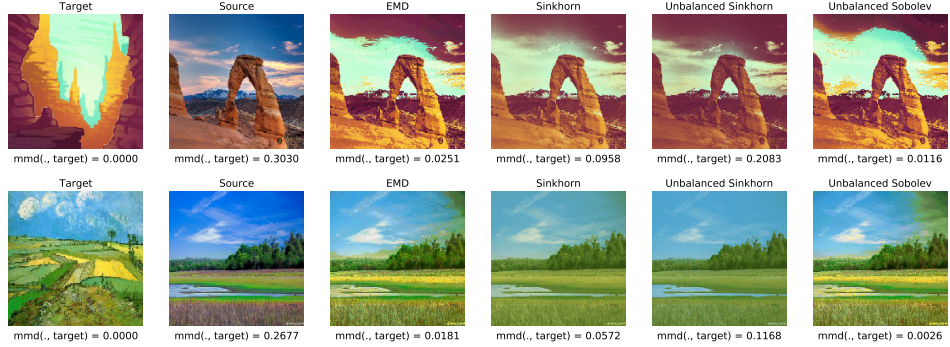 Target Source EMD Sinkhorn Unbalanced Sinkhorn Unbalanced Sobolev
mmd(., target) = 0.0000 mmd(., target) = 0.3030 mmd(., target) = 0.0251 mmd(., target) = 0.0958 mmd(., target) = 0.2083 mmd(., target) = 0.0116
Target Source EMD Sinkhorn Unbalanced Sinkhorn Unbalanced Sobolev
mmd(., target) = 0.0000 mmd(., target) = 0.2677 mmd(., target) = 0.0181 mmd(., target) = 0.0572 mmd(., target) = 0.1168 mmd(., target) = 0.0026